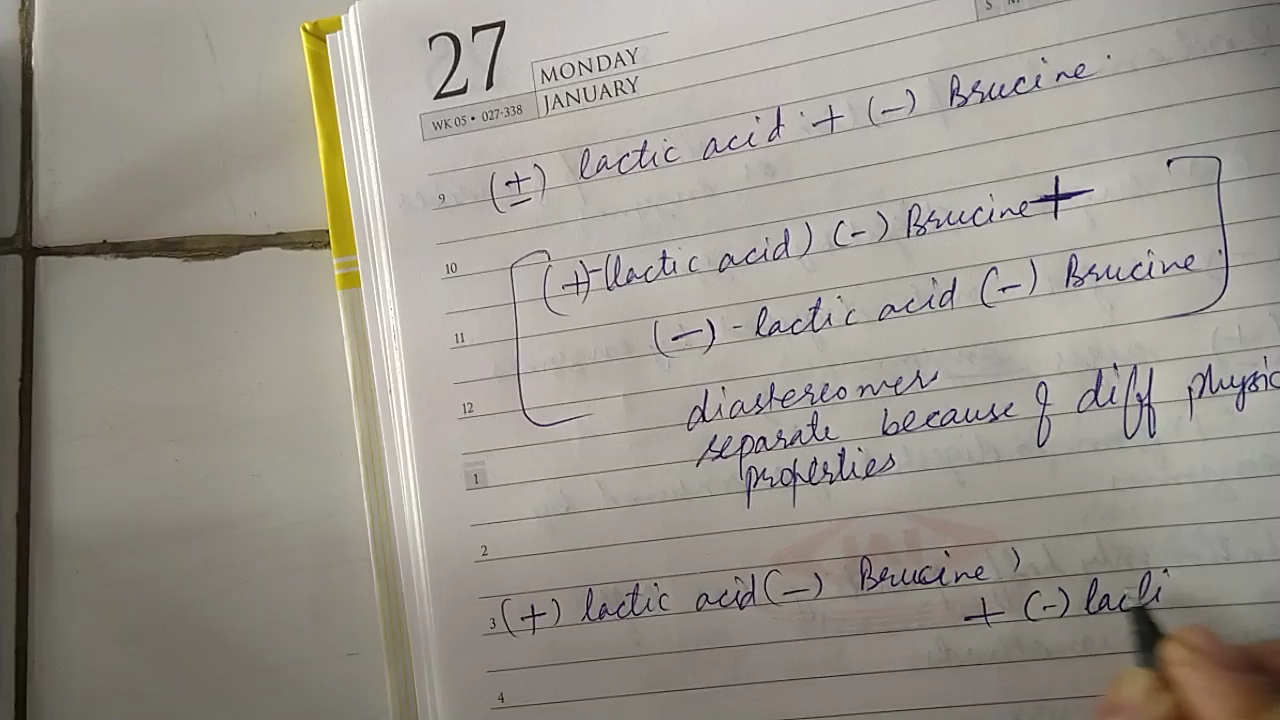 S M
27
MONDAY
JANUARY
WK 05 • 027-338
(±) lactic acid + (-) Brucine.
9
(+)-(lactic acid) (-) Brucine +
10
(-) - lactic acid (-) Brucine
11
diastereomers
12
separate because of diff physic
properties
1
2
(+) lactic acid (-) Brucine)
3
+ (-) lacti
4